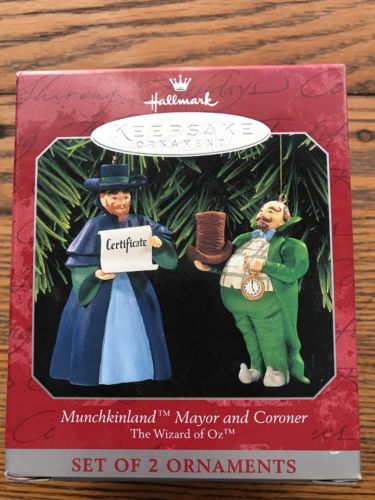 Hallmark
KEEPSAKE
ORNAMENT
Certificate
Munchkinland™ Mayor and Coroner
The Wizard of Oz™
SET OF 2 ORNAMENTS